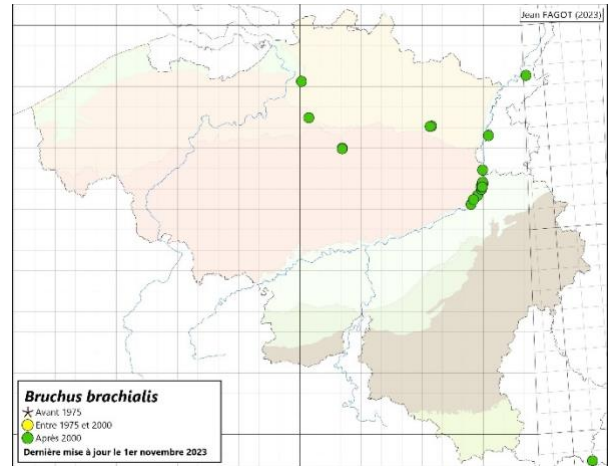 Jean FAGOT (2023)
Bruchus brachialis
Avant 1975
Entre 1975 et 2000
Après 2000
Dernière mise à jour le 1er novembre 2023